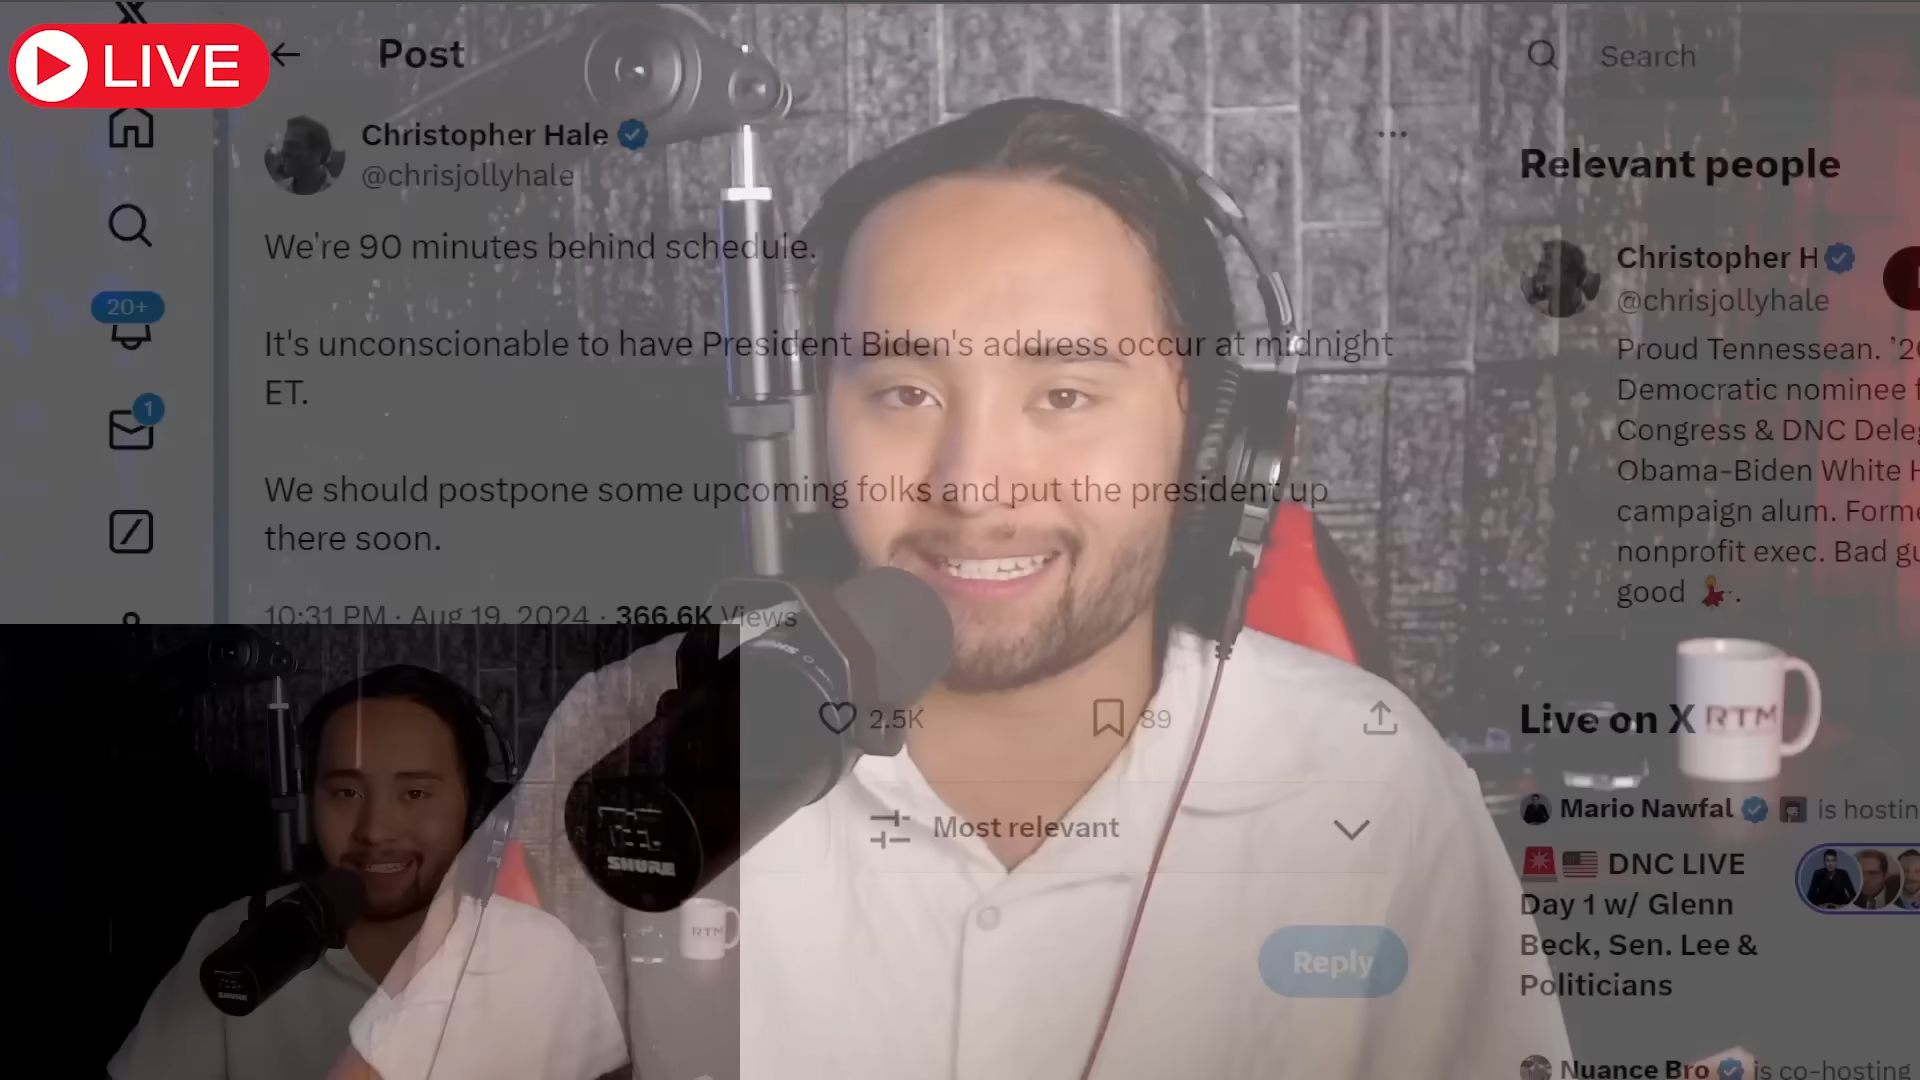 LIVE
Post
Search
Christopher Hale
@chrisjollyhale
Relevant people
We're 90 minutes behind schedule.
Christopher H
@chrisjollyhale
20+
It's unconscionable to have President Biden's address occur at midnight
ET.
Proud Tennessean. '20
Democratic nominee
Congress & DNC
1
We should postpone some upcoming folks and put the president up
there soon.
Obama-Biden White H
campaign alum. Forme
nonprofit exec. Bad
good 💃.
10:31 PM · Aug 19, 2024 · 366.6K Views
2.5K
89
Live on X
RTM
Mario Nawfal is hostin
Most relevant
🚨🇺🇸 DNC LIVE
Day 1 w/ Glenn
Beck, Sen. Lee &
Politicians
Reply
SHURE
RTM
SHURE
Nuance Bro is co-hosting